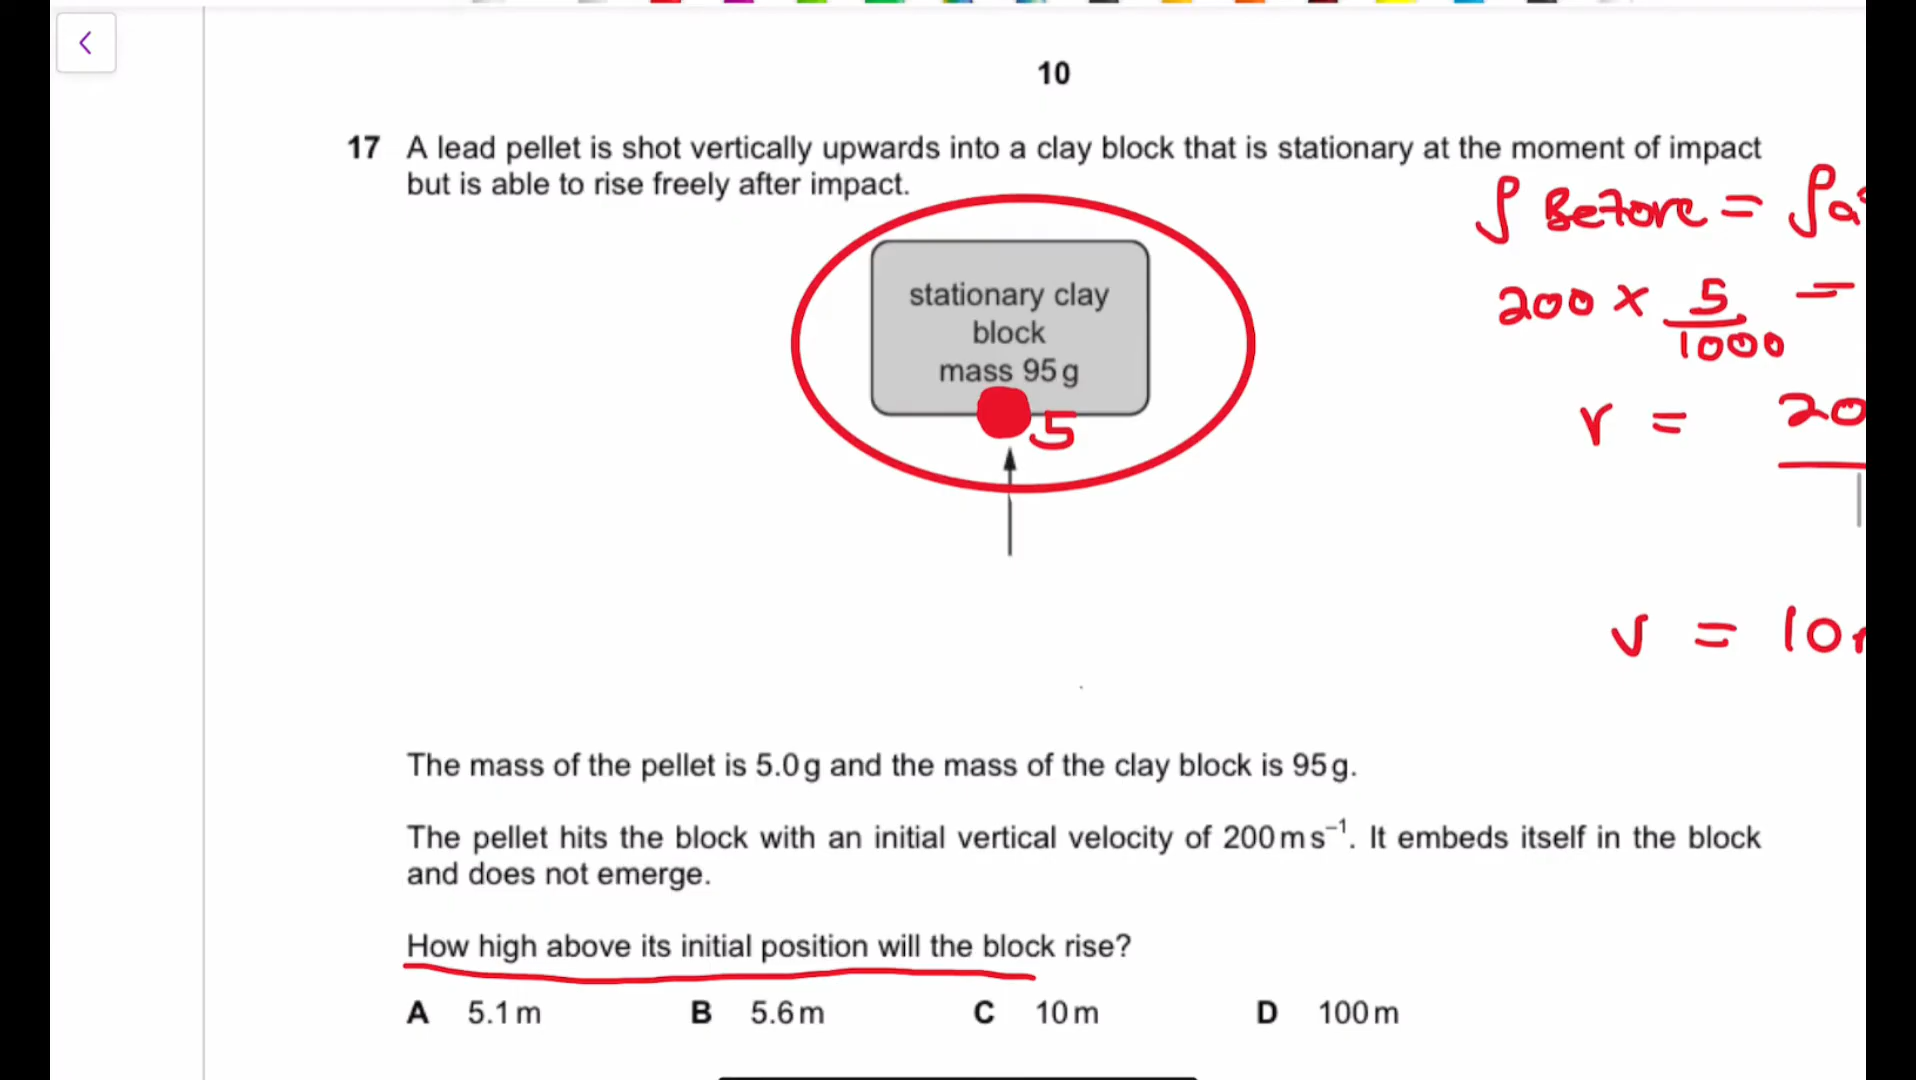 10
17 A lead pellet is shot vertically upwards into a clay block that is stationary at the moment of impact
but is able to rise freely after impact.
Before =
stationary clay
block
mass 95 g
5
200 × 5/1000 =
v = 20
v = 10
The mass of the pellet is 5.0 g and the mass of the clay block is 95 g.
The pellet hits the block with an initial vertical velocity of 200 m s⁻¹. It embeds itself in the block
and does not emerge.
How high above its initial position will the block rise?
A 5.1 m B 5.6 m C 10 m D 100 m